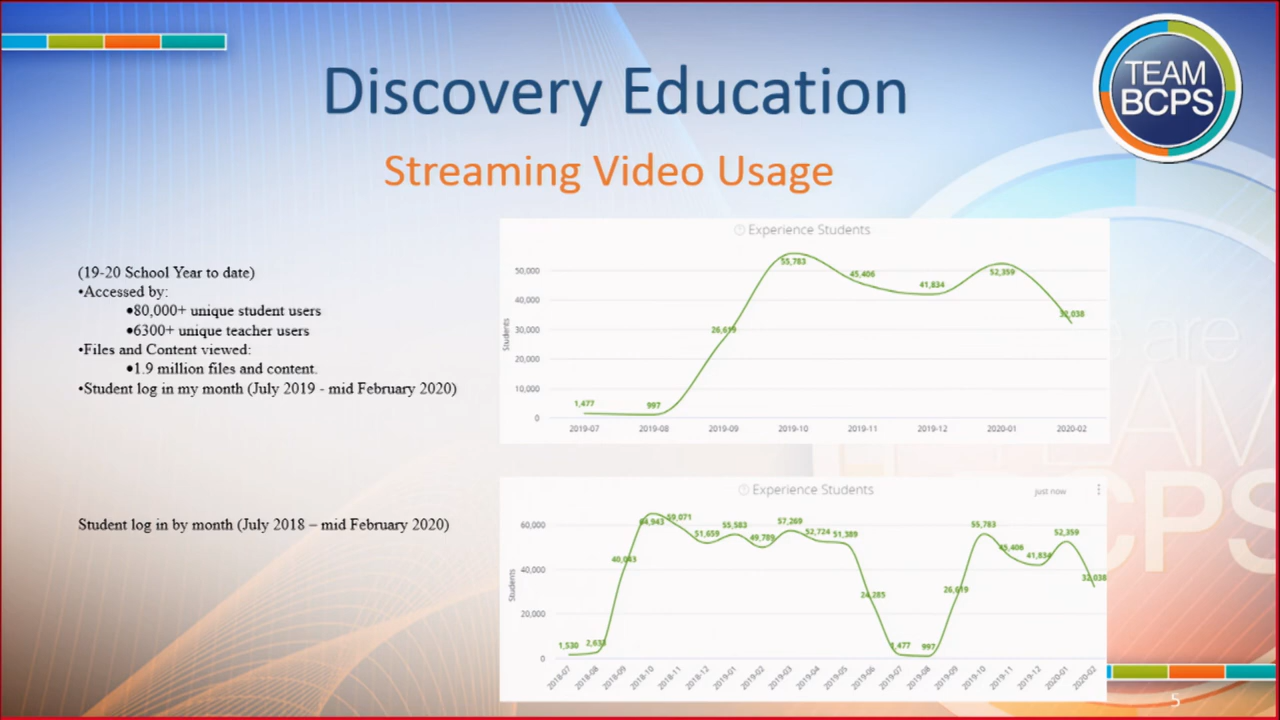 TEAM
BCPS
Discovery Education
Streaming Video Usage
(19-20 School Year to date)
•Accessed by:
•80,000+ unique student users
•6300+ unique teacher users
•Files and Content viewed:
•1.9 million files and content.
•Student log in my month (July 2019 - mid February 2020)
Experience Students
Students
50,000
40,000
30,000
20,000
10,000
0
1,477
997
26,619
55,783
45,406
41,834
52,359
32,038
2019-07 2019-08 2019-09 2019-10 2019-11 2019-12 2020-01 2020-02
Student log in by month (July 2018 – mid February 2020)
Experience Students
just now
Students
60,000
40,000
20,000
0
1,530 2,633 40,043 64,943 59,071 51,659 55,583 49,789 57,269 52,724 51,389 24,285 1,477 997 26,619 55,783 45,406 41,834 52,359 32,038
2018-07 2018-08 2018-09 2018-10 2018-11 2018-12 2019-01 2019-02 2019-03 2019-04 2019-05 2019-06 2019-07 2019-08 2019-09 2019-10 2019-11 2019-12 2020-01 2020-02
are
TEAM
CPS
5